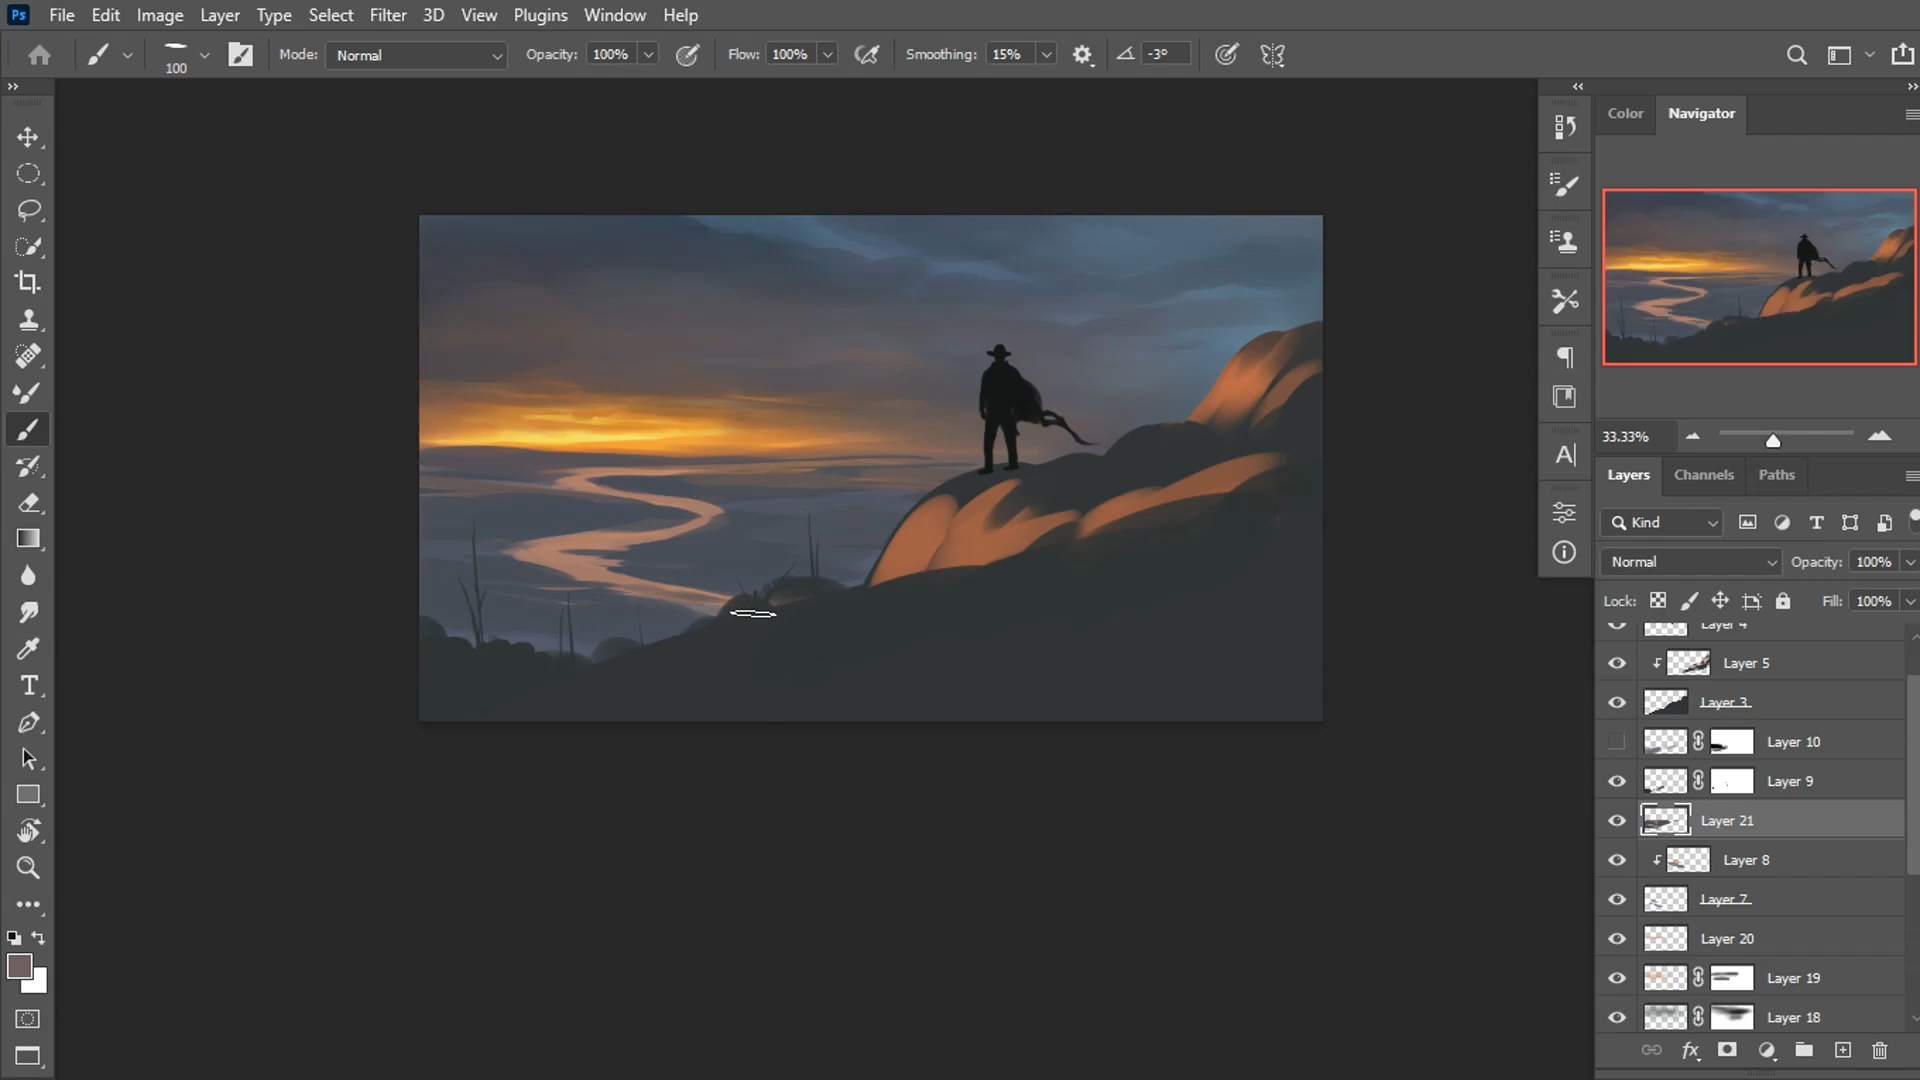 Ps File Edit Image Layer Type Select Filter 3D View Plugins Window Help
100 Mode: Normal Opacity: 100% Flow: 100% Smoothing: 15% -3°
Color Navigator
33.33%
Layers Channels Paths
Kind T
Normal Opacity: 100%
Lock: Fill: 100%
Layer 4
Layer 5
Layer 3
Layer 10
Layer 9
Layer 21
Layer 8
Layer 7
Layer 20
Layer 19
Layer 18
fx